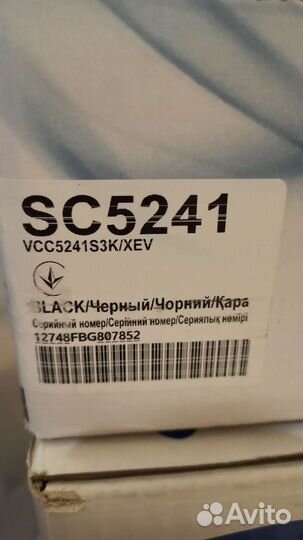 SC5241
VCC5241S3K/XEV
BLACK/Черный/Чорний/Қара
Серийный номер/Серійний номер/Сериялық нөмірі
12748FBG807852
Avito